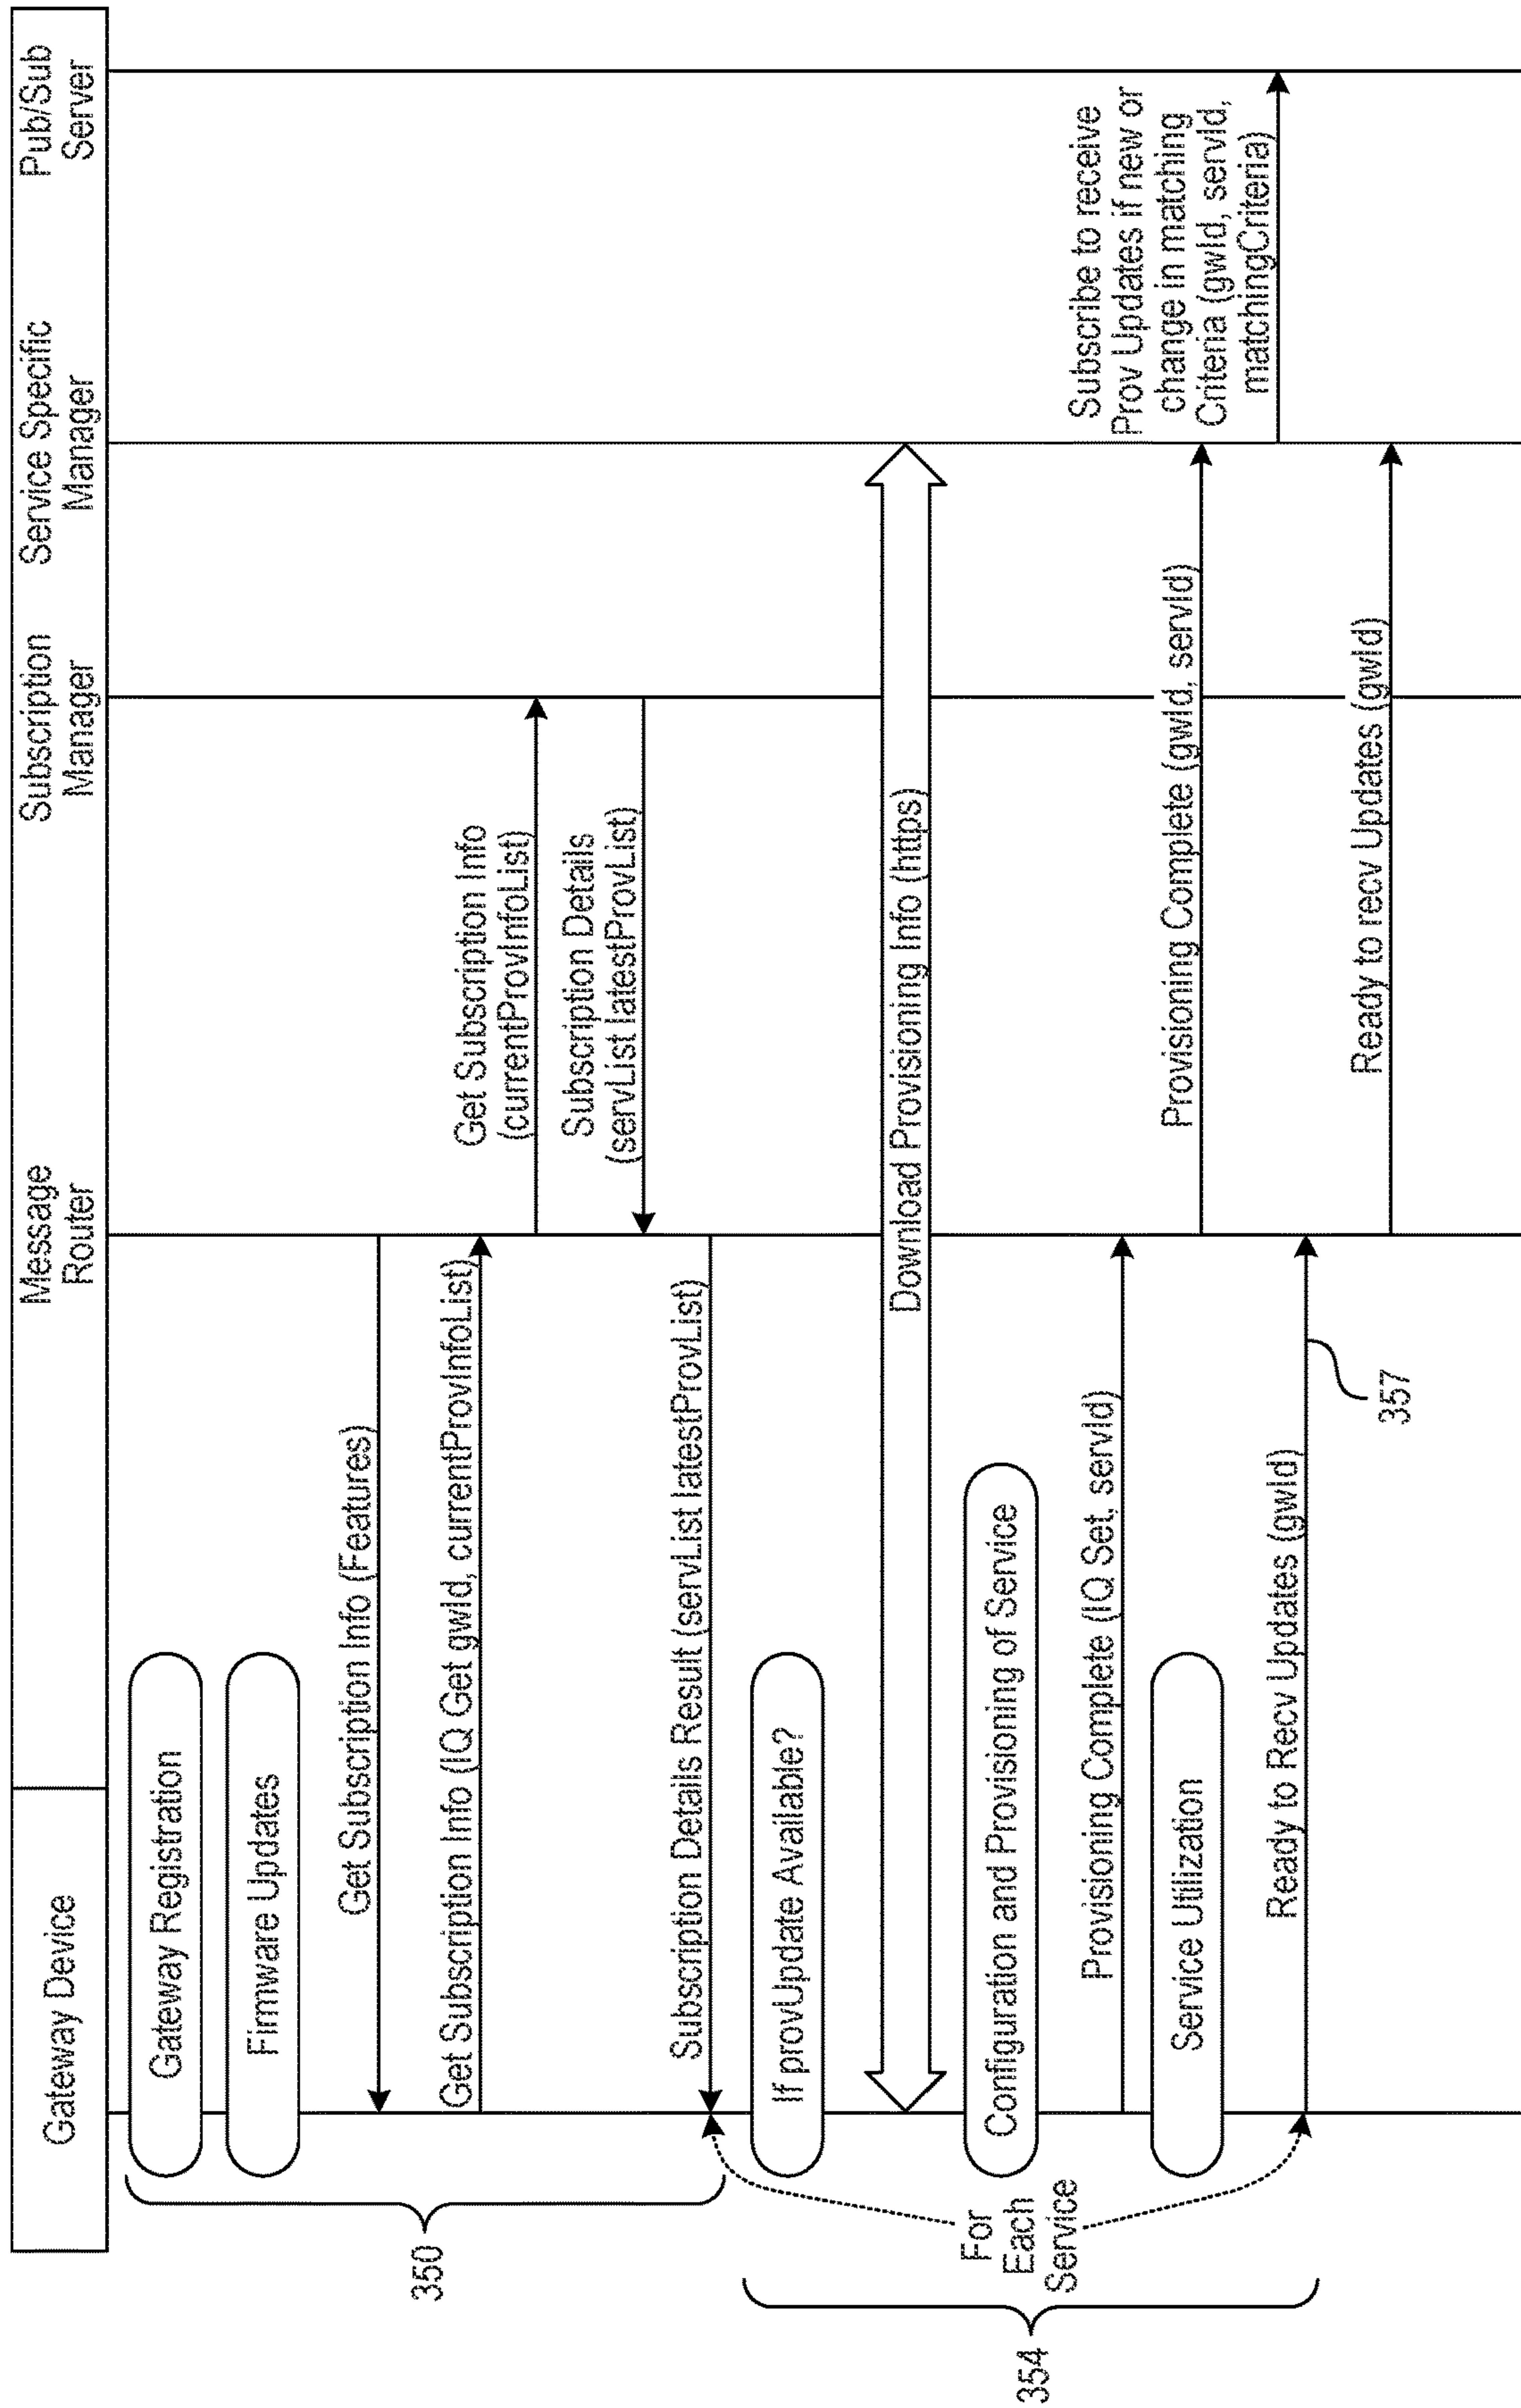 Gateway Device
Message
Router
Subscription
Manager
Service Specific
Manager
Pub/Sub
Server
Gateway Registration
Firmware Updates
Get Subscription Info (Features)
Get Subscription Info (IQ Get gwId, currentProvInfoList)
Get Subscription Info
(currentProvInfoList)
Subscription Details
(servList latestProvList)
Subscription Details Result (servList latestProvList)
350
If provUpdate Available?
Download Provisioning Info (https)
Configuration and Provisioning of Service
For
Each
Service
Provisioning Complete (IQ Set, servId)
Provisioning Complete (gwId, servId)
Subscribe to receive
Prov Updates if new or
change in matching
Criteria (gwId, servId,
matchingCriteria)
Service Utilization
Ready to Recv Updates (gwId)
357
Ready to recv Updates (gwId)
354